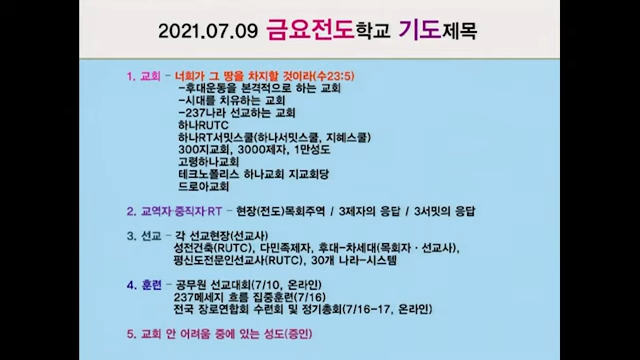 2021.07.09 금요전도학교 기도제목
1. 교회 - 너희가 그 땅을 차지할 것이라(수23:5)
-후대운동을 본격적으로 하는 교회
-시대를 치유하는 교회
-237나라 선교하는 교회
하나RUTC
하나RT서밋스쿨(하나서밋스쿨, 지혜스쿨)
300지교회, 3000제자, 1만성도
고령하나교회
테크노폴리스 하나교회 지교회당
드로아교회
2. 교역자·중직자·RT - 현장(전도)목회주역 / 3제자의 응답 / 3서밋의 응답
3. 선교 - 각 선교현장(선교사)
성전건축(RUTC), 다민족제자, 후대-차세대(목회자·선교사),
평신도전문인선교사(RUTC), 30개 나라-시스템
4. 훈련 - 공무원 선교대회(7/10, 온라인)
237메세지 흐름 집중훈련(7/16)
전국 장로연합회 수련회 및 정기총회(7/16-17, 온라인)
5. 교회 안 어려움 중에 있는 성도(증인)